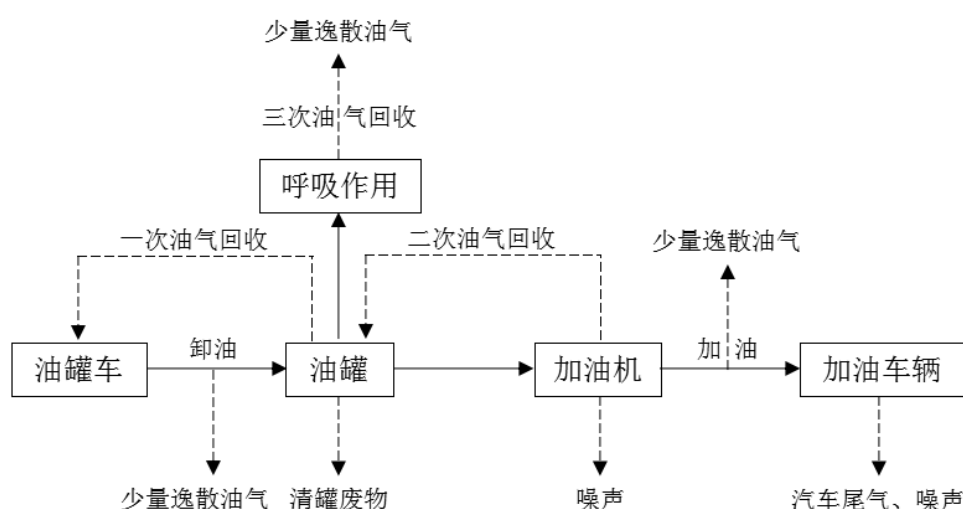 少量逸散油气
三次油气回收
呼吸作用
一次油气回收
二次油气回收
少量逸散油气
油罐车
卸油
油罐
加油机
加油
加油车辆
少量逸散油气
清罐废物
噪声
汽车尾气、噪声